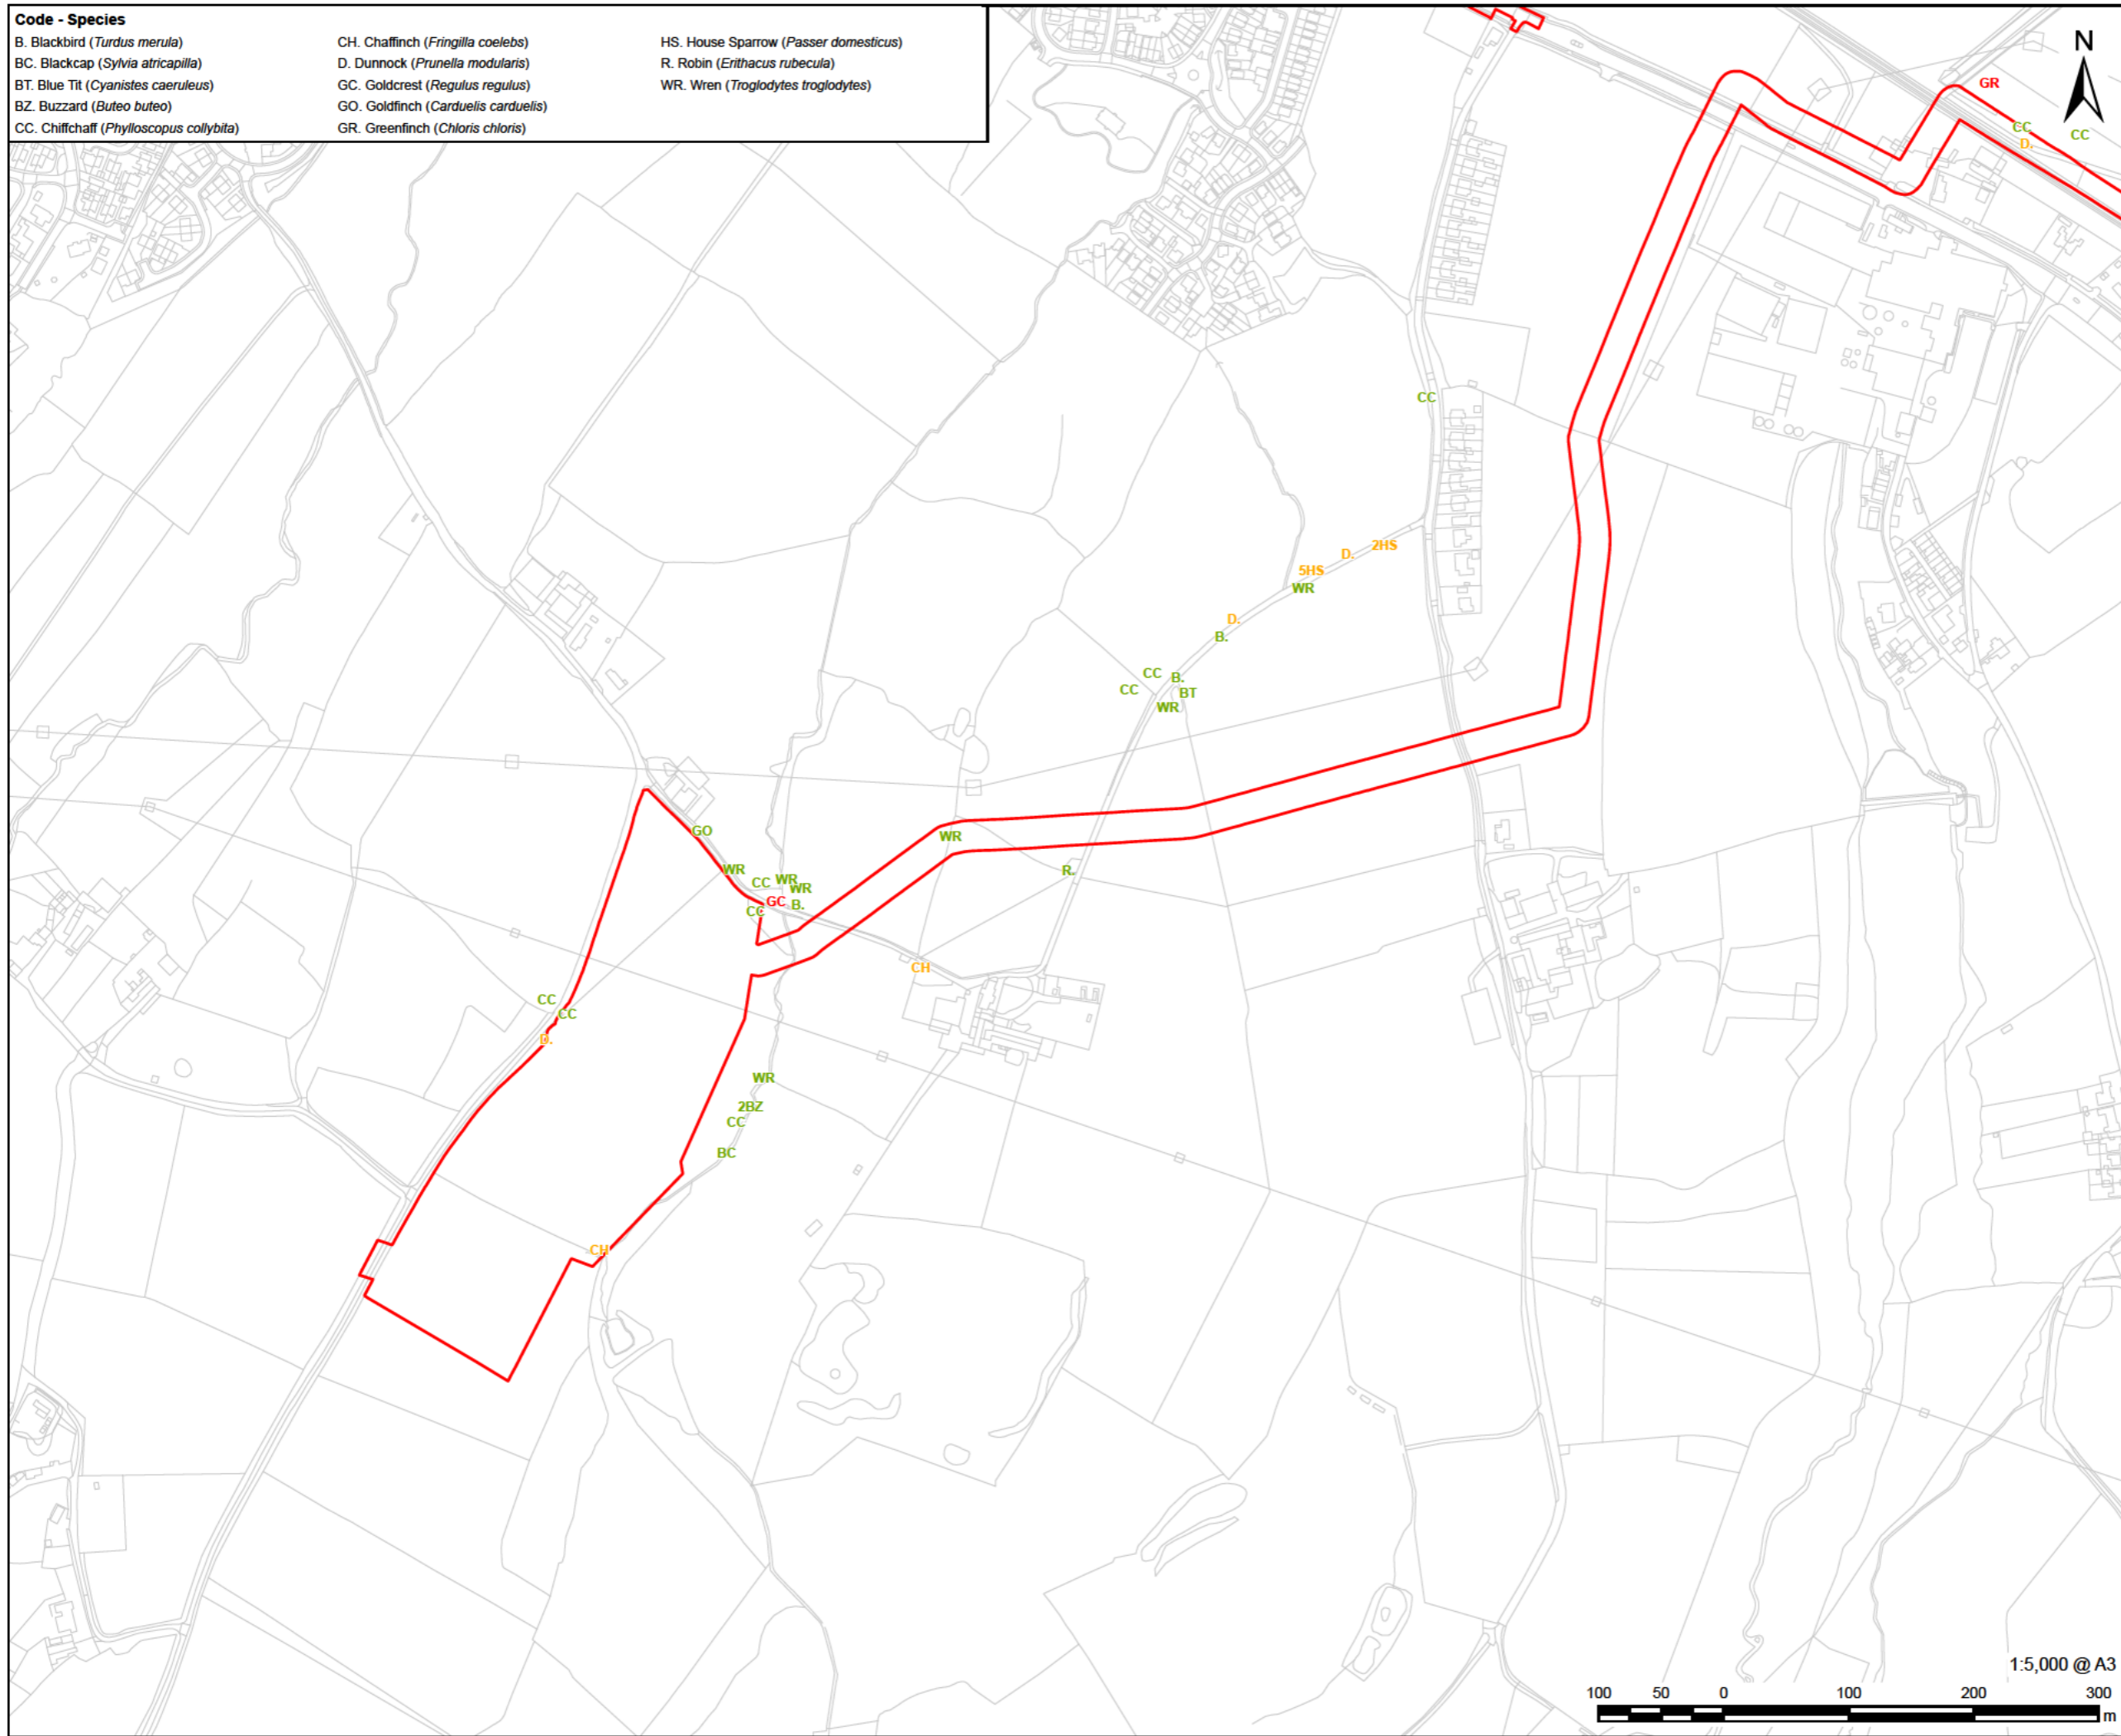 Code - Species
B. Blackbird (Turdus merula)
BC. Blackcap (Sylvia atricapilla)
BT. Blue Tit (Cyanistes caeruleus)
BZ. Buzzard (Buteo buteo)
CC. Chiffchaff (Phylloscopus collybita)
CH. Chaffinch (Fringilla coelebs)
D. Dunnock (Prunella modularis)
GC. Goldcrest (Regulus regulus)
GO. Goldfinch (Carduelis carduelis)
GR. Greenfinch (Chloris chloris)
HS. House Sparrow (Passer domesticus)
R. Robin (Erithacus rubecula)
WR. Wren (Troglodytes troglodytes)
N
GR
CC
CC
D.
CC
2HS
D.
5HS
WR
D.
B.
CC
B.
CC
BT
WR
GO
WR
WR
R.
CC
WR
WR
GC
B.
CC
CH
CC
CC
D.
WR
2BZ
CC
BC
CH
1:5,000 @ A3
100 50 0 100 200 300
m